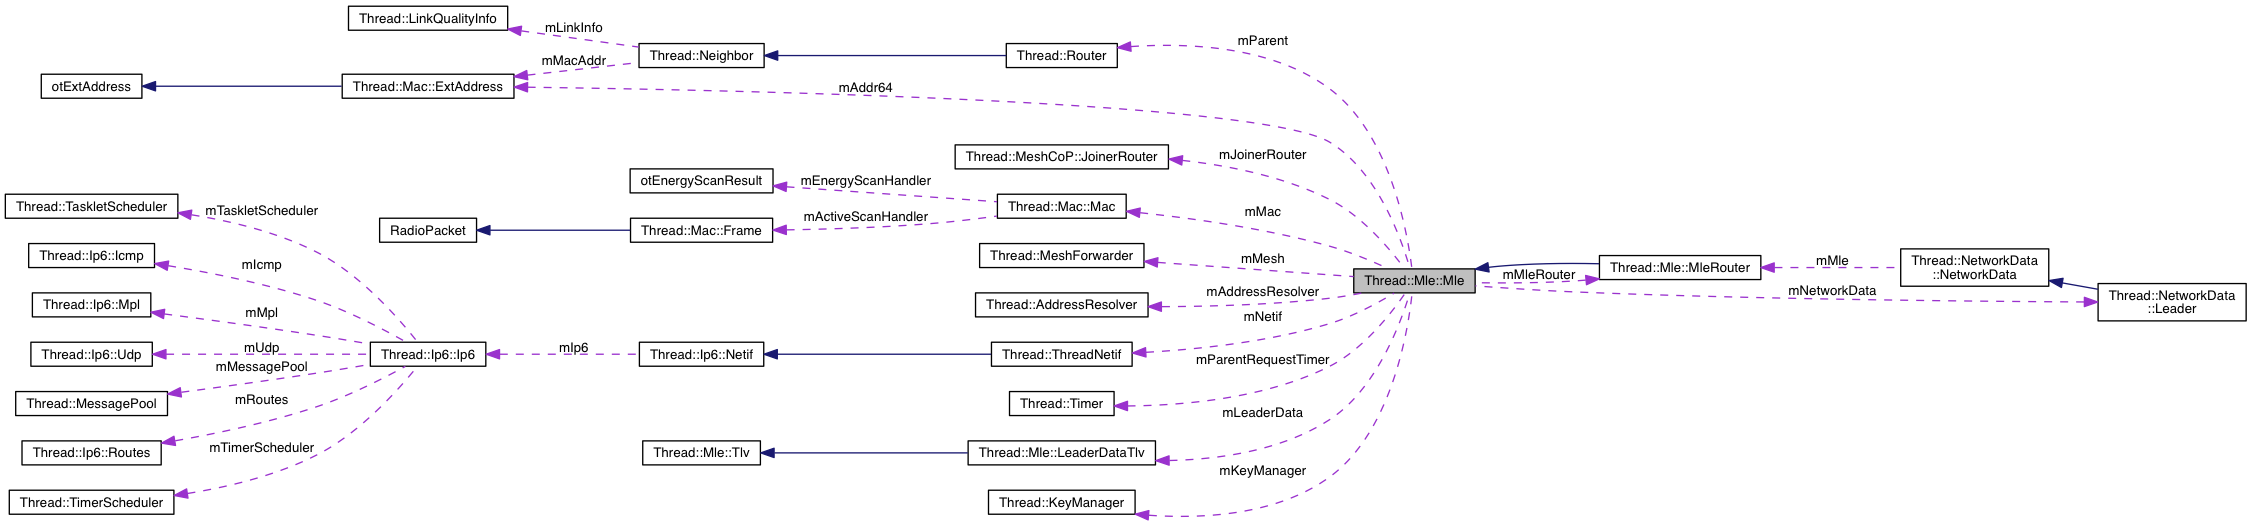 Thread::LinkQualityInfo
mLinkInfo
mParent
Thread::Neighbor
Thread::Router
mMacAddr
otExtAddress
Thread::Mac::ExtAddress
mAddr64
Thread::MeshCoP::JoinerRouter
mJoinerRouter
otEnergyScanResult
mEnergyScanHandler
Thread::TaskletScheduler
mTaskletScheduler
Thread::Mac::Mac
mMac
RadioPacket
Thread::Mac::Frame
mActiveScanHandler
Thread::Ip6::Icmp
mIcmp
Thread::MeshForwarder
mMesh
Thread::Mle::Mle
mMleRouter
Thread::Mle::MleRouter
mMle
Thread::NetworkData
::NetworkData
mNetworkData
Thread::NetworkData
::Leader
Thread::Ip6::Mpl
mMpl
Thread::AddressResolver
mAddressResolver
mNetif
Thread::Ip6::Udp
mUdp
Thread::Ip6::Ip6
mIp6
Thread::Ip6::Netif
Thread::ThreadNetif
mParentRequestTimer
mMessagePool
Thread::MessagePool
mRoutes
Thread::Timer
mLeaderData
Thread::Ip6::Routes
mTimerScheduler
Thread::Mle::Tlv
Thread::Mle::LeaderDataTlv
mKeyManager
Thread::TimerScheduler
Thread::KeyManager